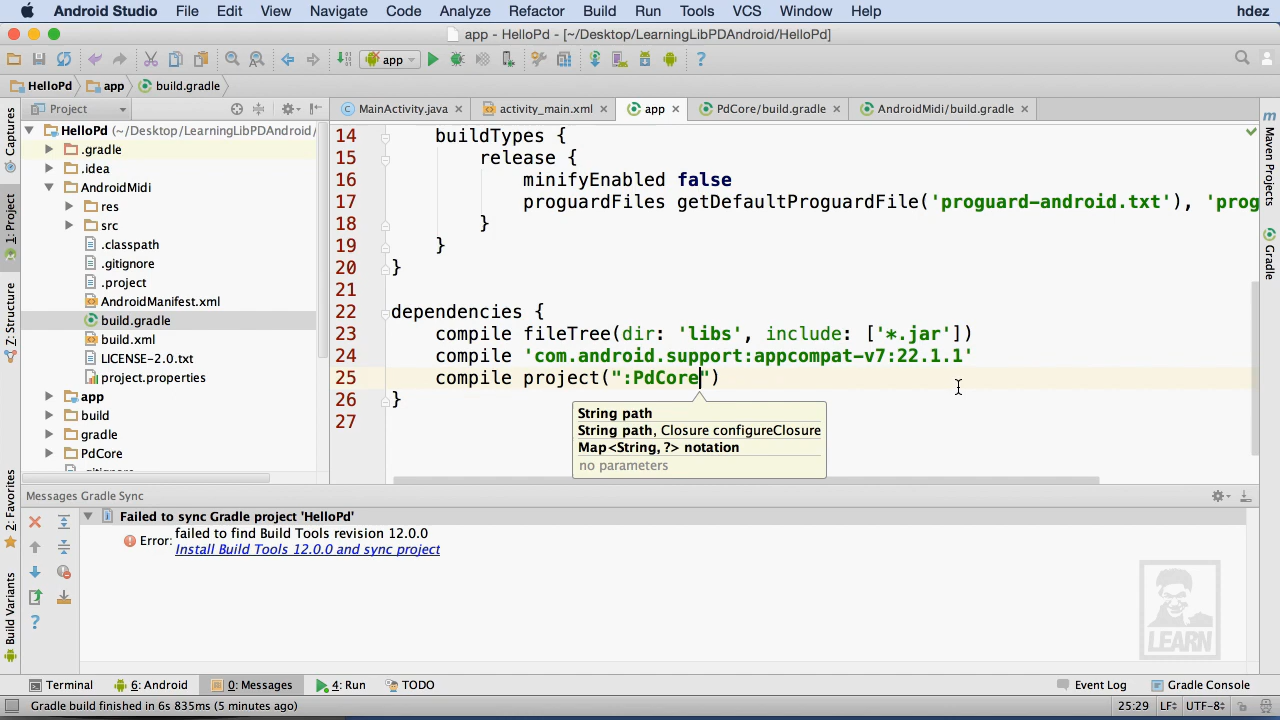 Android Studio File Edit View Navigate Code Analyze Refactor Build Run Tools VCS Window Help hdez
app - HelloPd - [~/Desktop/LearningLibPDAndroid/HelloPd]
app
HelloPd app build.gradle
Project
MainActivity.java activity_main.xml app PdCore/build.gradle AndroidMidi/build.gradle
Captures
1: Project
Z: Structure
2: Favorites
Build Variants
HelloPd (~/Desktop/LearningLibPDAndroid/
.gradle
.idea
AndroidMidi
res
src
.classpath
.gitignore
.project
AndroidManifest.xml
build.gradle
build.xml
LICENSE-2.0.txt
project.properties
app
build
gradle
PdCore
14 buildTypes {
15 release {
16 minifyEnabled false
17 proguardFiles getDefaultProguardFile('proguard-android.txt'), 'prog
18 }
19 }
20 }
21
22 dependencies {
23 compile fileTree(dir: 'libs', include: ['*.jar'])
24 compile 'com.android.support:appcompat-v7:22.1.1'
25 compile project(":PdCore")
26 }
27
String path
String path, Closure configureClosure
Map<String, ?> notation
no parameters
Maven Projects
Gradle
Messages Gradle Sync
Failed to sync Gradle project 'HelloPd'
Error: failed to find Build Tools revision 12.0.0
Install Build Tools 12.0.0 and sync project
LEARN
Terminal 6: Android 0: Messages 4: Run TODO Event Log Gradle Console
Gradle build finished in 6s 835ms (5 minutes ago) 25:29 LF UTF-8